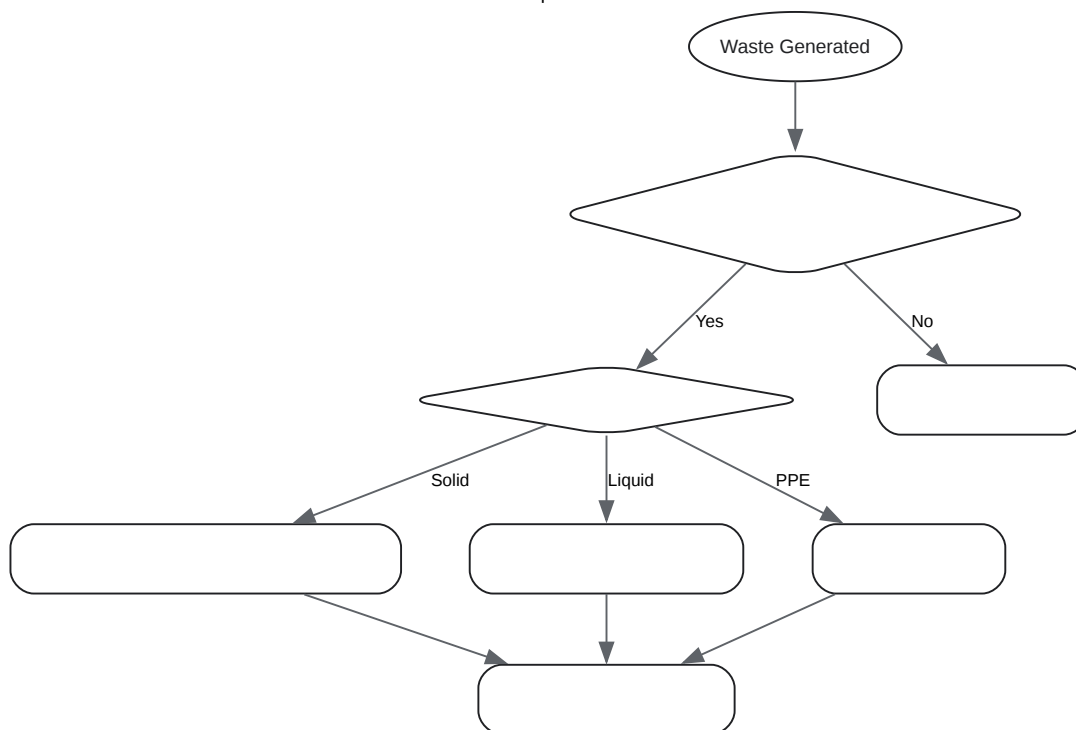 Waste Generated
Yes
No
Solid
Liquid
PPE